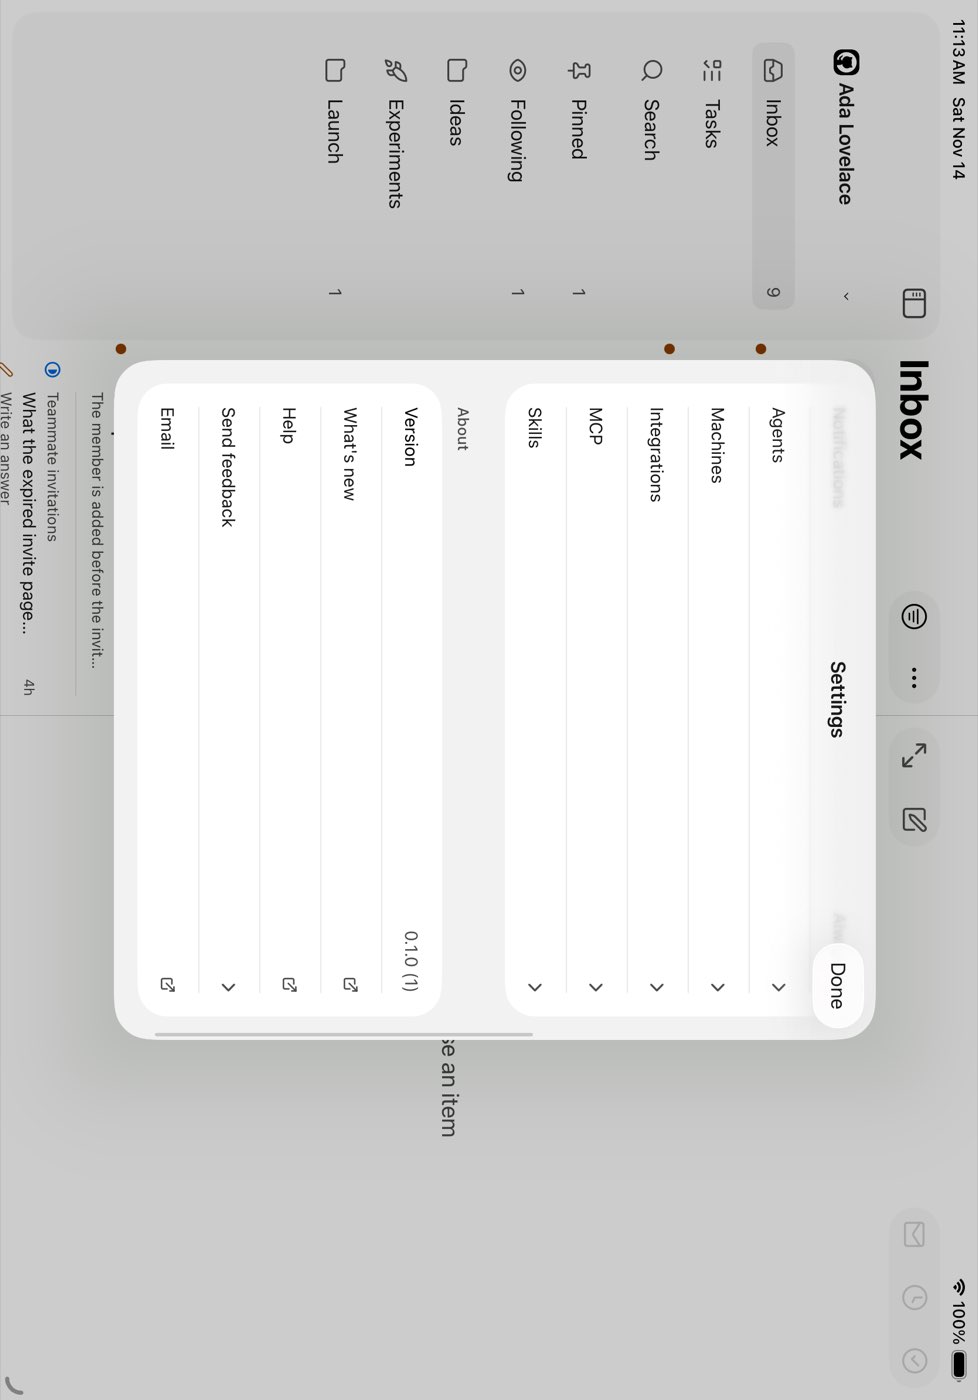 11:13 AM Sat Nov 14
100%
Inbox
Ada Lovelace
Inbox 9
Tasks
Search
Pinned 1
Following 1
Ideas
Experiments
Launch 1
Notifications
Settings
Done
Agents
Machines
Integrations
MCP
Skills
About
Version 0.1.0 (1)
What's new
Help
Send feedback
Email
an item
The member is added before the invit...
Teammate invitations
What the expired invite page... 4h
Write an answer